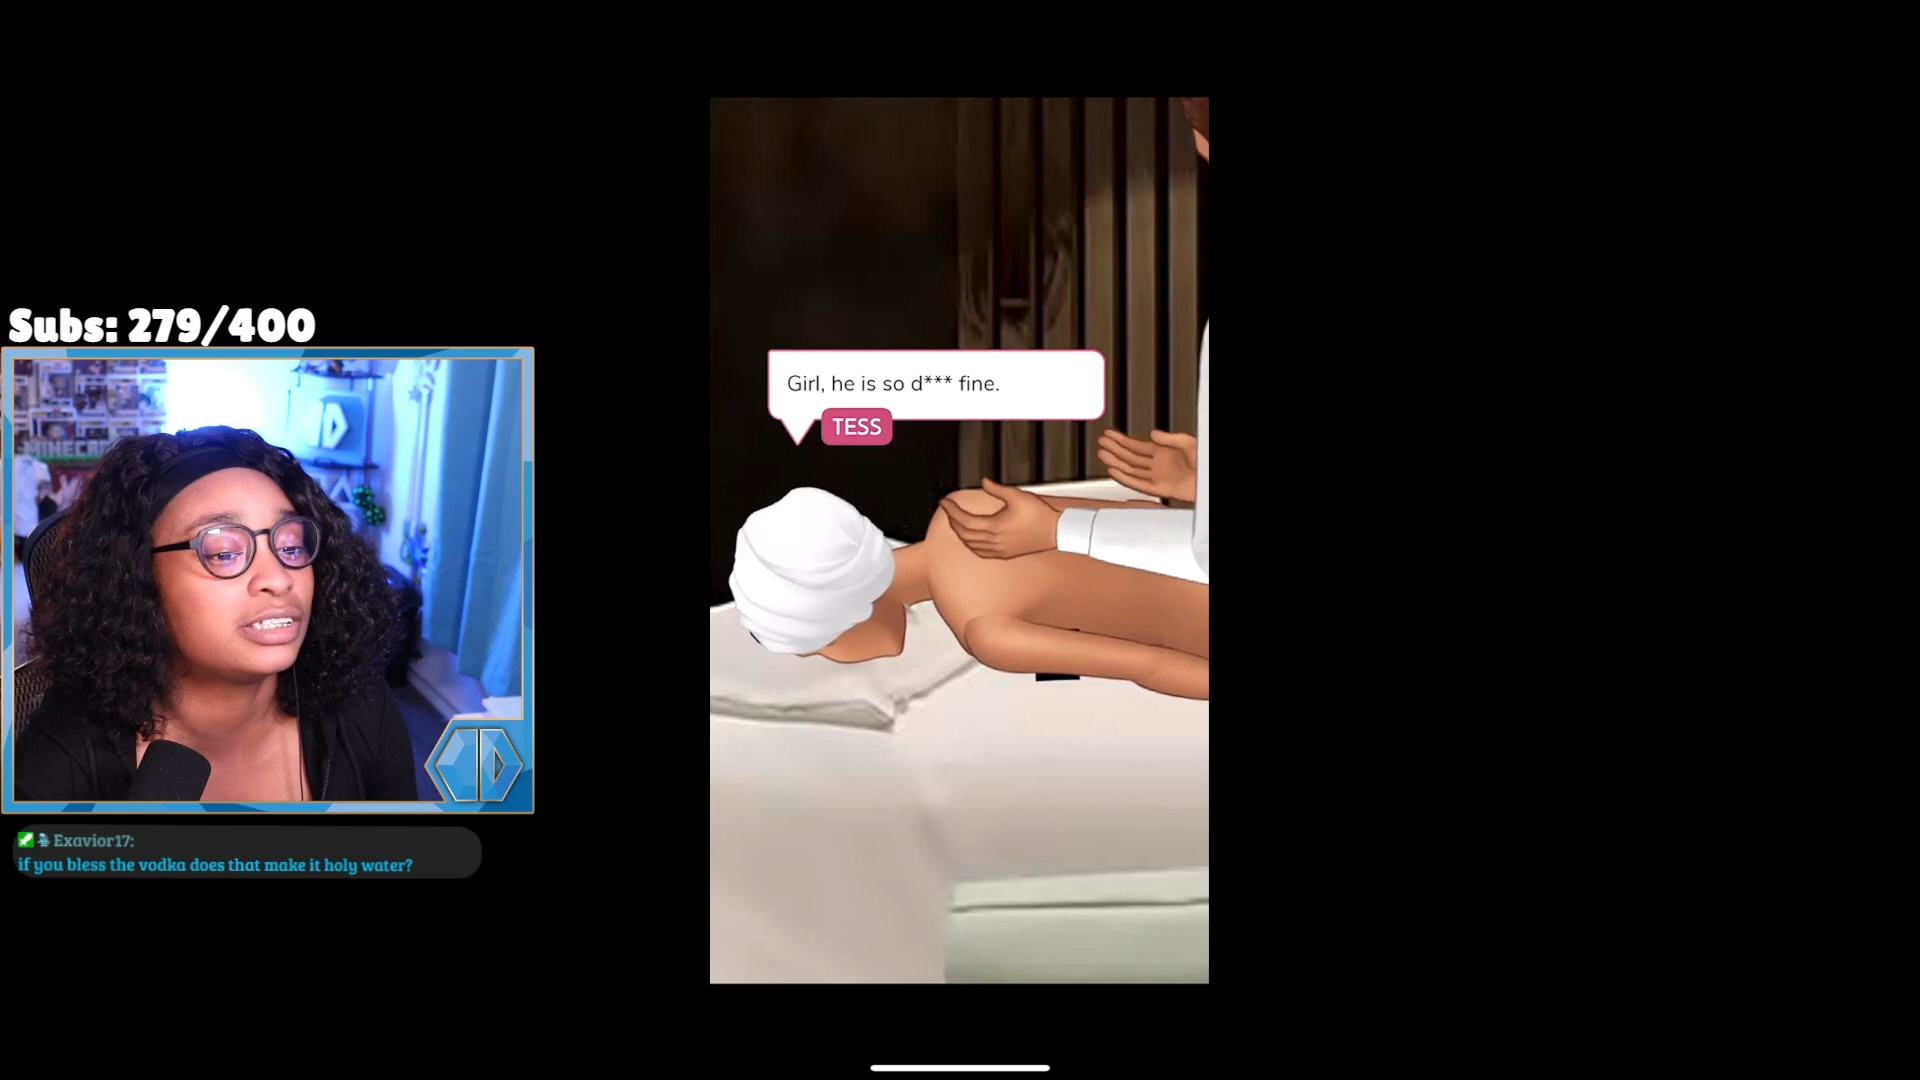 Subs: 279/400
MINECRA
Girl, he is so d*** fine.
TESS
Exavior17:
if you bless the vodka does that make it holy water?